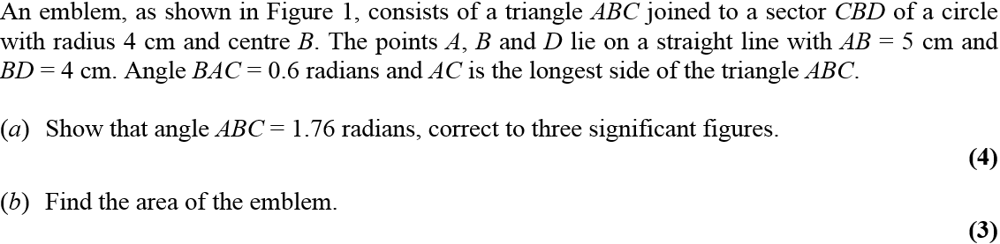 An emblem, as shown in Figure 1, consists of a triangle ABC joined to a sector CBD of a circle
with radius 4 cm and centre B. The points A, B and D lie on a straight line with AB = 5 cm and
BD = 4 cm. Angle BAC = 0.6 radians and AC is the longest side of the triangle ABC.
(a) Show that angle ABC = 1.76 radians, correct to three significant figures.
(4)
(b) Find the area of the emblem.
(3)